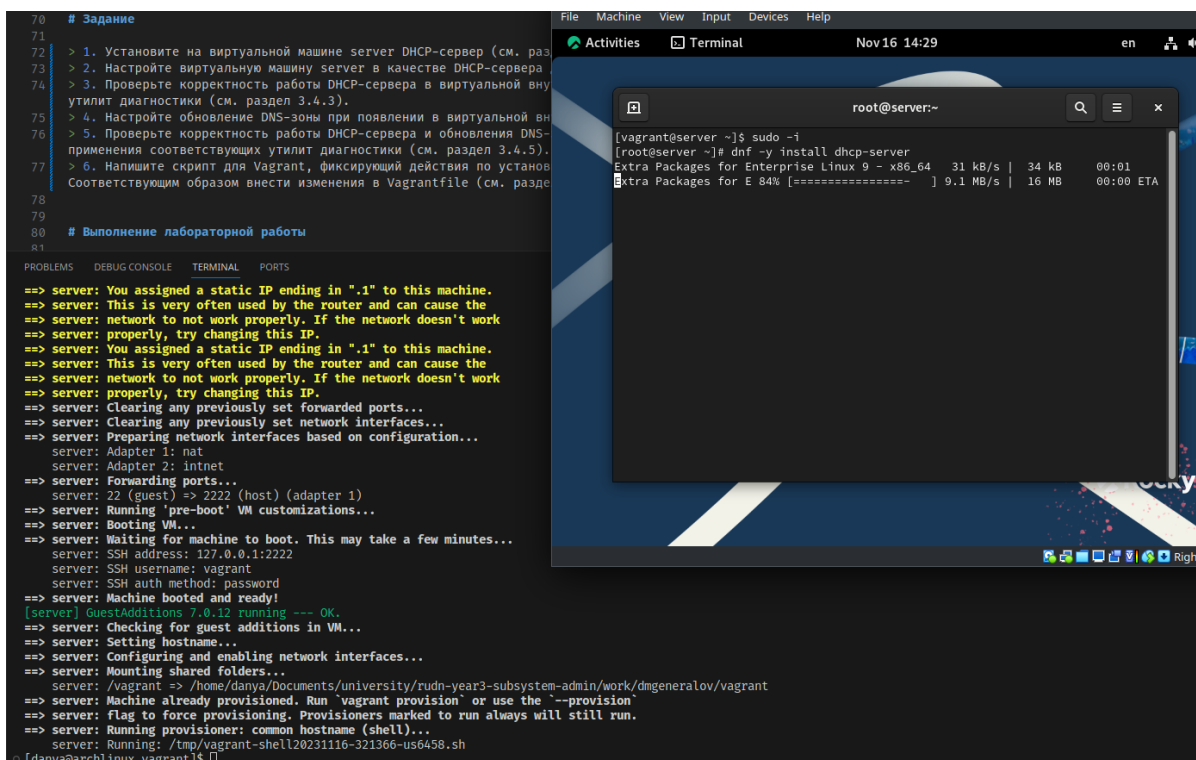 70 # Задание
71
72 > 1. Установите на виртуальной машине server DHCP-сервер (см. раз
73 > 2. Настройте виртуальную машину server в качестве DHCP-сервера
74 > 3. Проверьте корректность работы DHCP-сервера в виртуальной вну
утилит диагностики (см. раздел 3.4.3).
75 > 4. Настройте обновление DNS-зоны при появлении в виртуальной вн
76 > 5. Проверьте корректность работы DHCP-сервера и обновления DNS-
применения соответствующих утилит диагностики (см. раздел 3.4.5).
77 > 6. Напишите скрипт для Vagrant, фиксирующий действия по установ
Соответствующим образом внести изменения в Vagrantfile (см. разде
78
79
80 # Выполнение лабораторной работы
81
PROBLEMS DEBUG CONSOLE TERMINAL PORTS
==> server: You assigned a static IP ending in ".1" to this machine.
==> server: This is very often used by the router and can cause the
==> server: network to not work properly. If the network doesn't work
==> server: properly, try changing this IP.
==> server: You assigned a static IP ending in ".1" to this machine.
==> server: This is very often used by the router and can cause the
==> server: network to not work properly. If the network doesn't work
==> server: properly, try changing this IP.
==> server: Clearing any previously set forwarded ports...
==> server: Clearing any previously set network interfaces...
==> server: Preparing network interfaces based on configuration...
server: Adapter 1: nat
server: Adapter 2: intnet
==> server: Forwarding ports...
server: 22 (guest) => 2222 (host) (adapter 1)
==> server: Running 'pre-boot' VM customizations...
==> server: Booting VM...
==> server: Waiting for machine to boot. This may take a few minutes...
server: SSH address: 127.0.0.1:2222
server: SSH username: vagrant
server: SSH auth method: password
==> server: Machine booted and ready!
[server] GuestAdditions 7.0.12 running --- OK.
==> server: Checking for guest additions in VM...
==> server: Setting hostname...
==> server: Configuring and enabling network interfaces...
==> server: Mounting shared folders...
server: /vagrant => /home/danya/Documents/university/rudn-year3-subsystem-admin/work/dmgeneralov/vagrant
==> server: Machine already provisioned. Run `vagrant provision` or use the `--provision`
==> server: flag to force provisioning. Provisioners marked to run always will still run.
==> server: Running provisioner: common hostname (shell)...
server: Running: /tmp/vagrant-shell20231116-321366-us6458.sh
[danya@archlinux vagrant]$
File Machine View Input Devices Help
Activities Terminal Nov 16 14:29 en
root@server:~
[vagrant@server ~]$ sudo -i
[root@server ~]# dnf -y install dhcp-server
Extra Packages for Enterprise Linux 9 - x86_64 31 kB/s | 34 kB 00:01
Extra Packages for E 84% [================- ] 9.1 MB/s | 16 MB 00:00 ETA
ocky
Righ